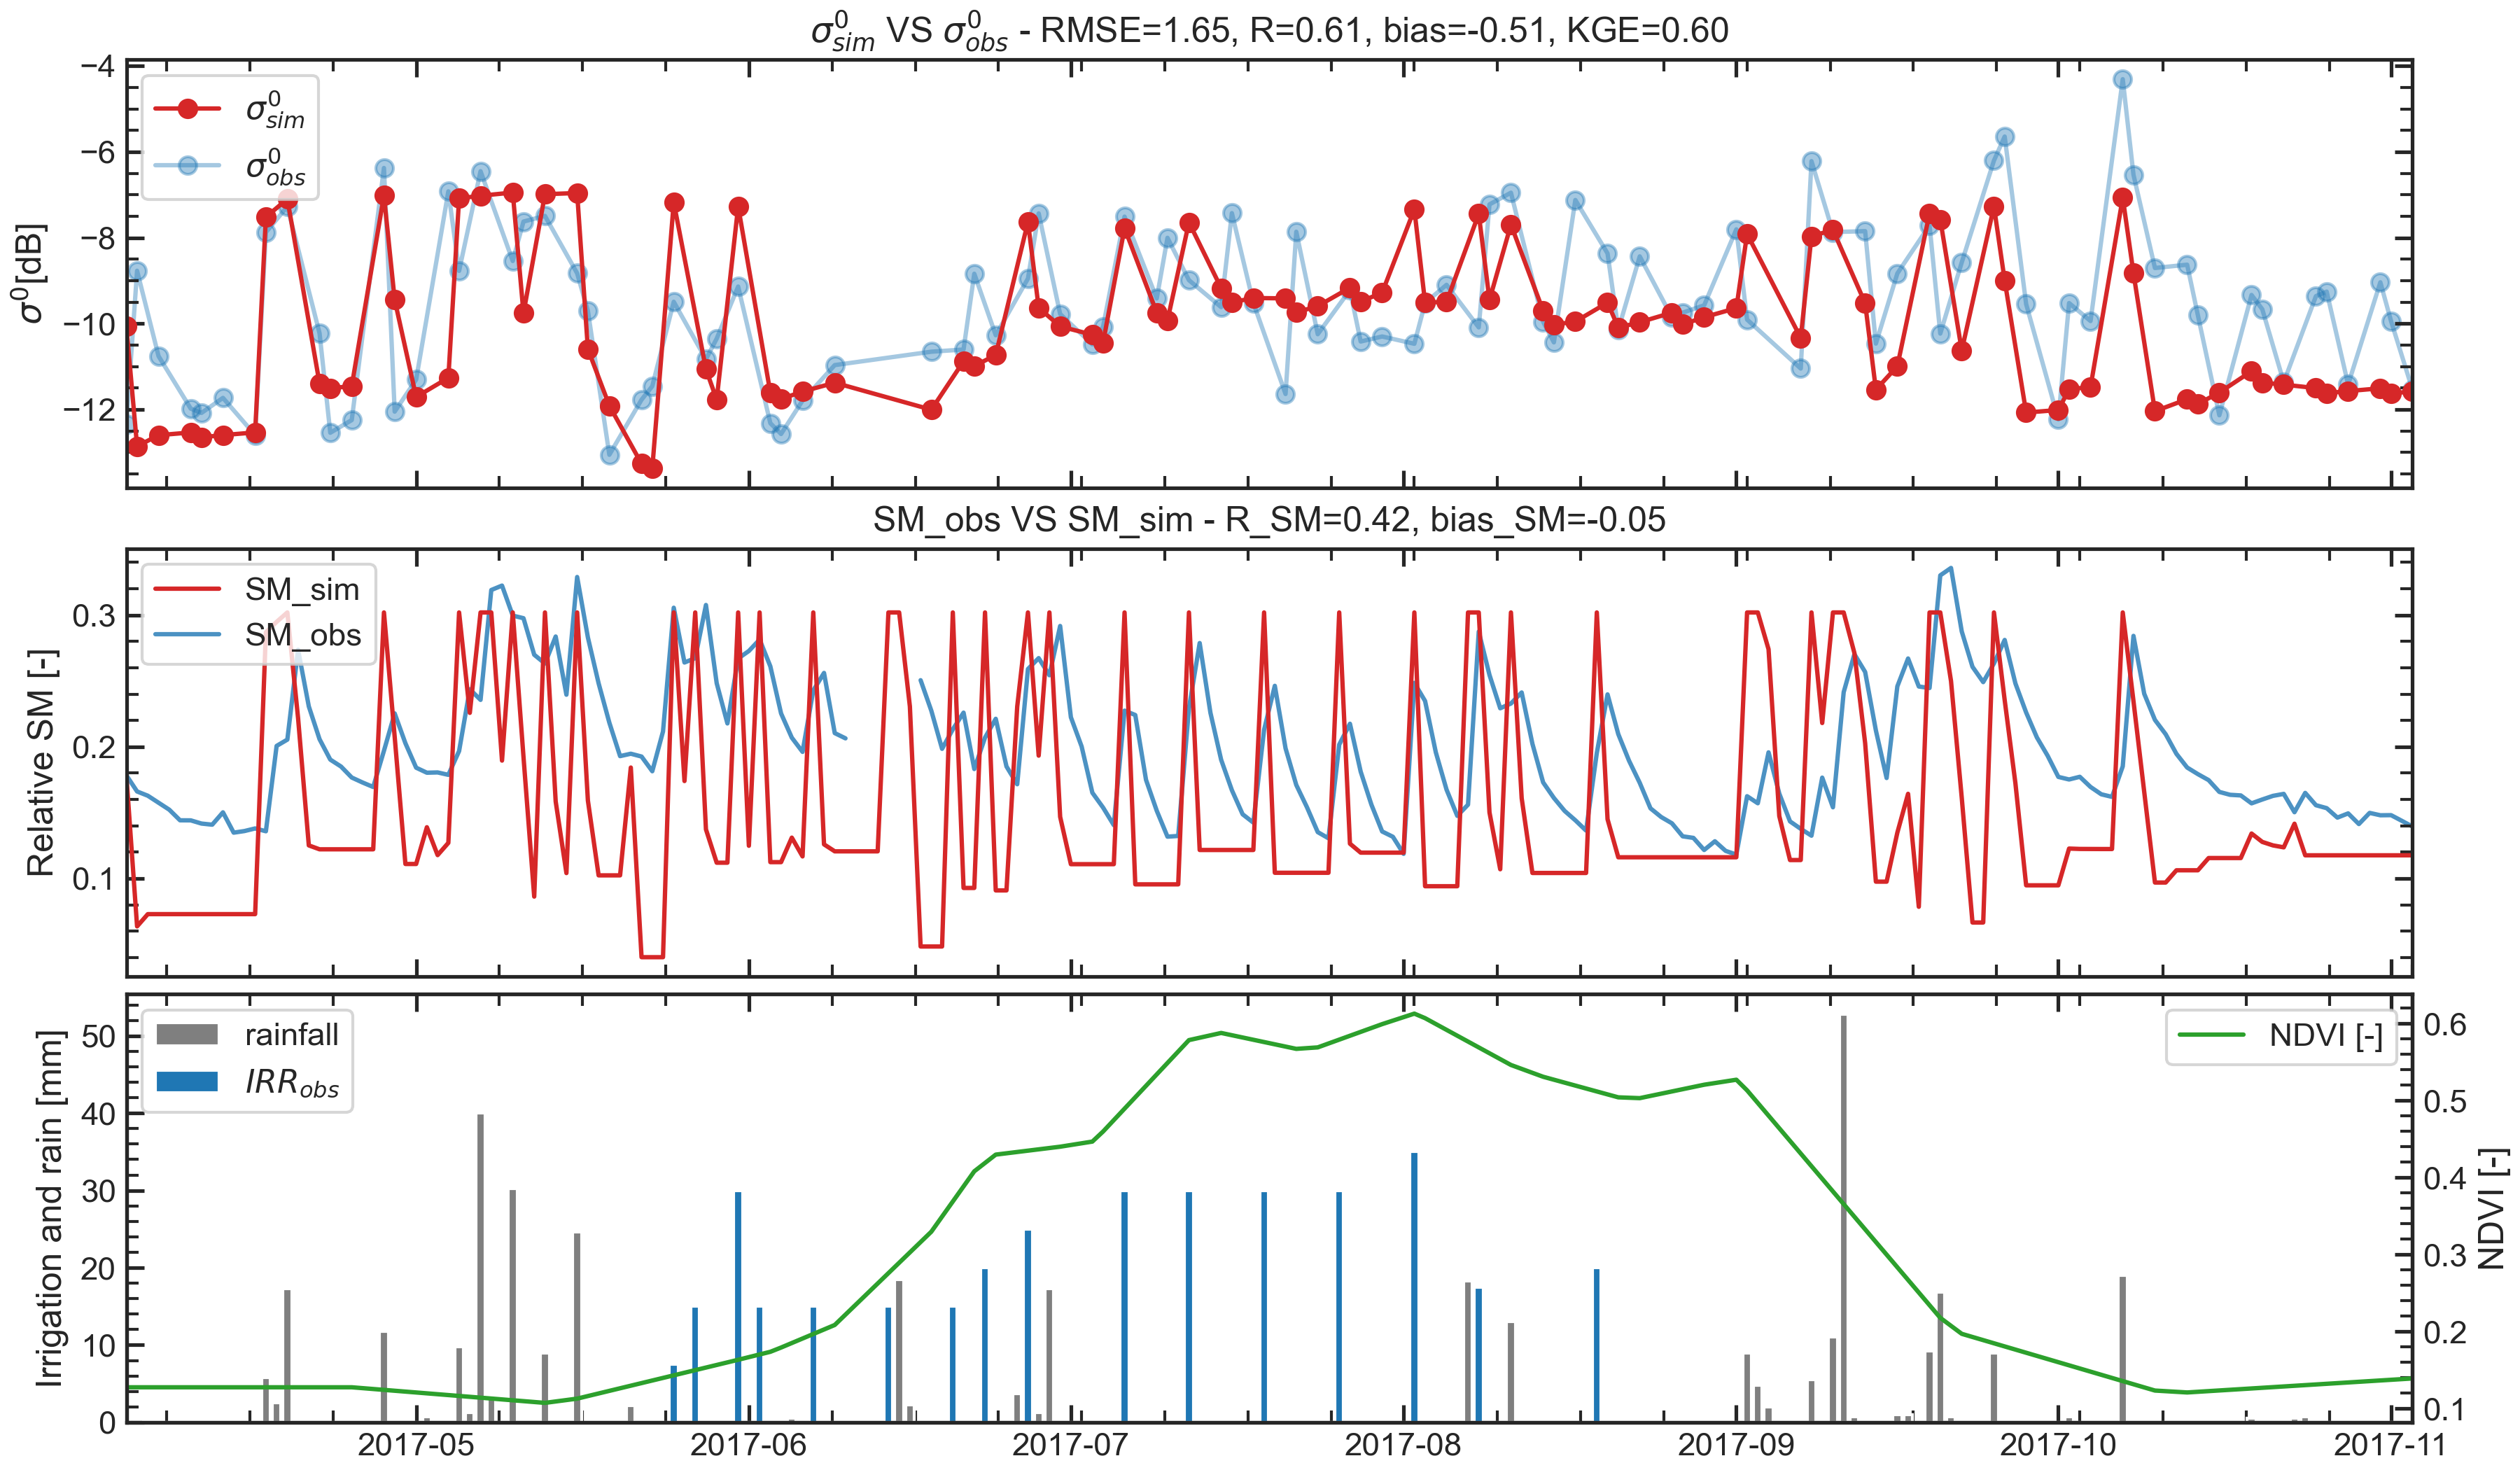 σ⁰sim VS σ⁰obs - RMSE=1.65, R=0.61, bias=-0.51, KGE=0.60
σ⁰[dB]
−4
−6
−8
−10
−12
σ⁰sim
σ⁰obs
SM_obs VS SM_sim - R_SM=0.42, bias_SM=-0.05
Relative SM [-]
0.3
0.2
0.1
SM_sim
SM_obs
Irrigation and rain [mm]
50
40
30
20
10
0
rainfall
IRRobs
NDVI [-]
0.6
0.5
0.4
0.3
0.2
0.1
NDVI [-]
2017-05
2017-06
2017-07
2017-08
2017-09
2017-10
2017-11